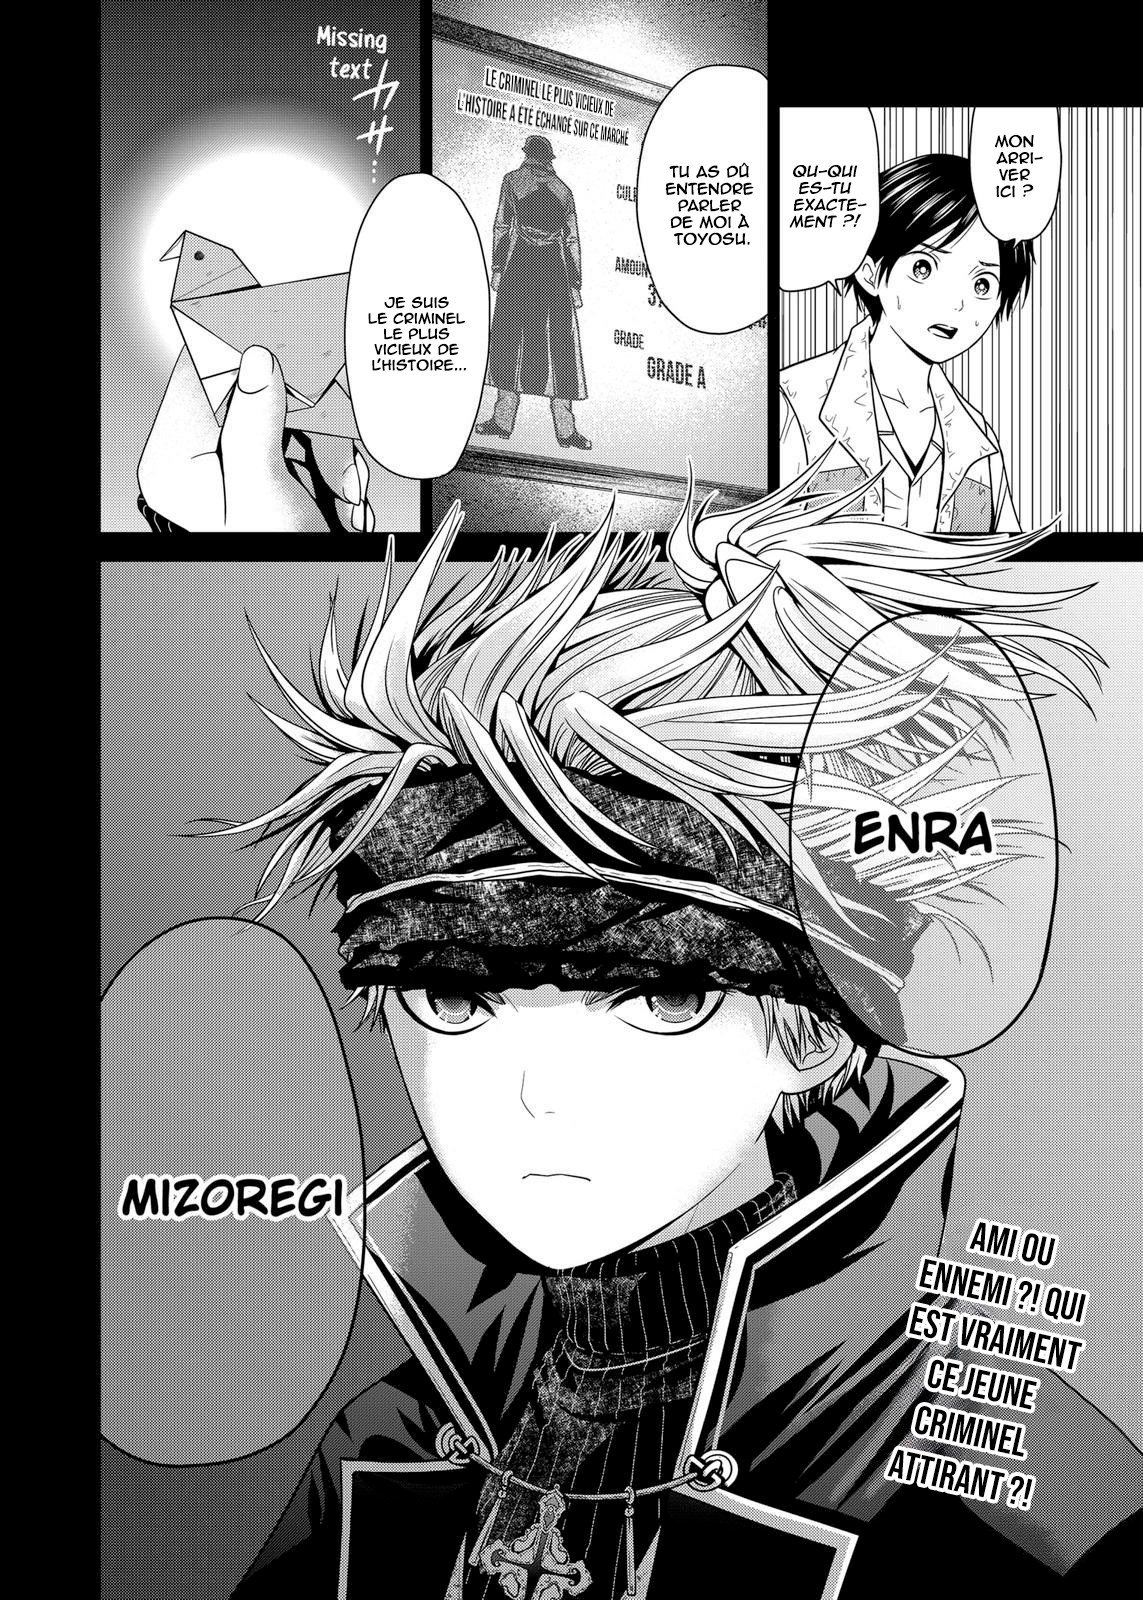 MON
ARRI-
VER
ICI ?
QU-QUI
ES-TU
EXACTE-
MENT ?!
TU AS DÛ
ENTENDRE
PARLER
DE MOI À
TOYOSU.
LE CRIMINEL LE PLUS VICIEUX DE
L'HISTOIRE A ÉTÉ ÉCHANGÉ SUR CE MARCHÉ
GRADE
GRADE A
Missing
text
カサ…
JE SUIS
LE CRIMINEL
LE PLUS
VICIEUX DE
L'HISTOIRE...
ENRA
MIZOREGI
AMI OU
ENNEMI ?! QUI
EST VRAIMENT
CE JEUNE
CRIMINEL
ATTIRANT ?!